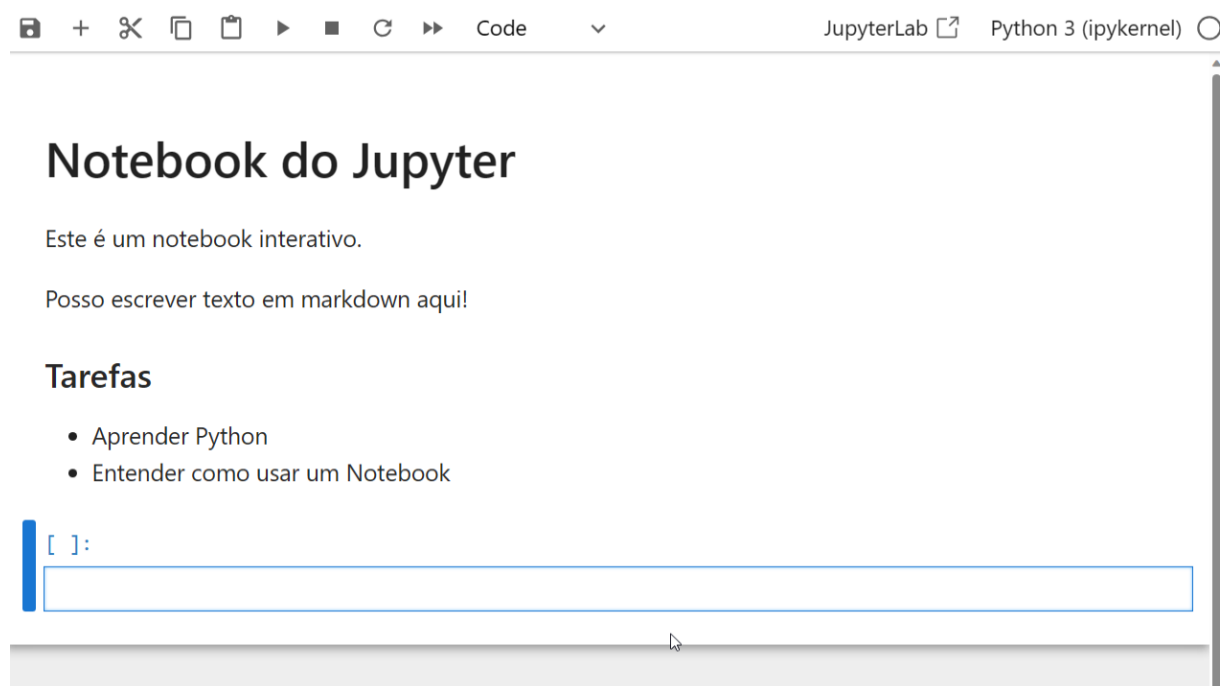 Code JupyterLab Python 3 (ipykernel)
Notebook do Jupyter
Este é um notebook interativo.
Posso escrever texto em markdown aqui!
Tarefas
• Aprender Python
• Entender como usar um Notebook
[ ]: